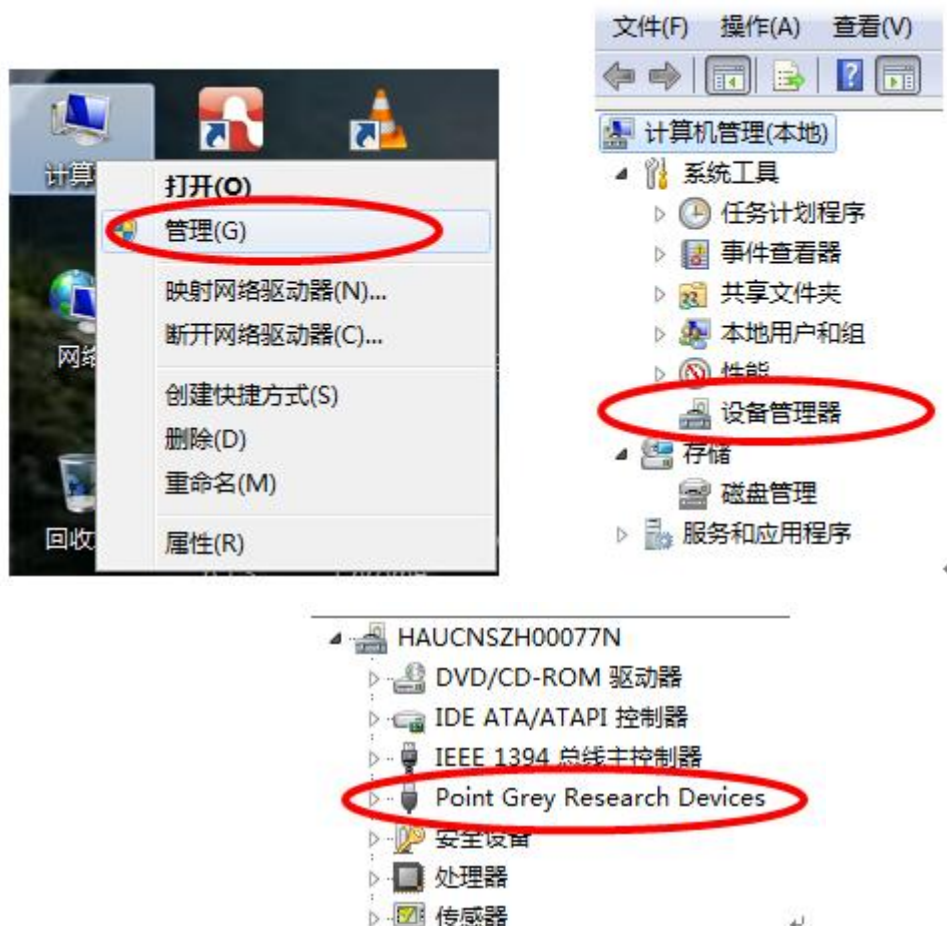 计算
打开(O)
管理(G)
映射网络驱动器(N)...
断开网络驱动器(C)...
创建快捷方式(S)
删除(D)
重命名(M)
属性(R)
网络
回收
文件(F) 操作(A) 查看(V)
计算机管理(本地)
系统工具
任务计划程序
事件查看器
共享文件夹
本地用户和组
性能
设备管理器
存储
磁盘管理
服务和应用程序
HAUCNSZH00077N
DVD/CD-ROM 驱动器
IDE ATA/ATAPI 控制器
IEEE 1394 总线主控制器
Point Grey Research Devices
安全设备
处理器
传感器